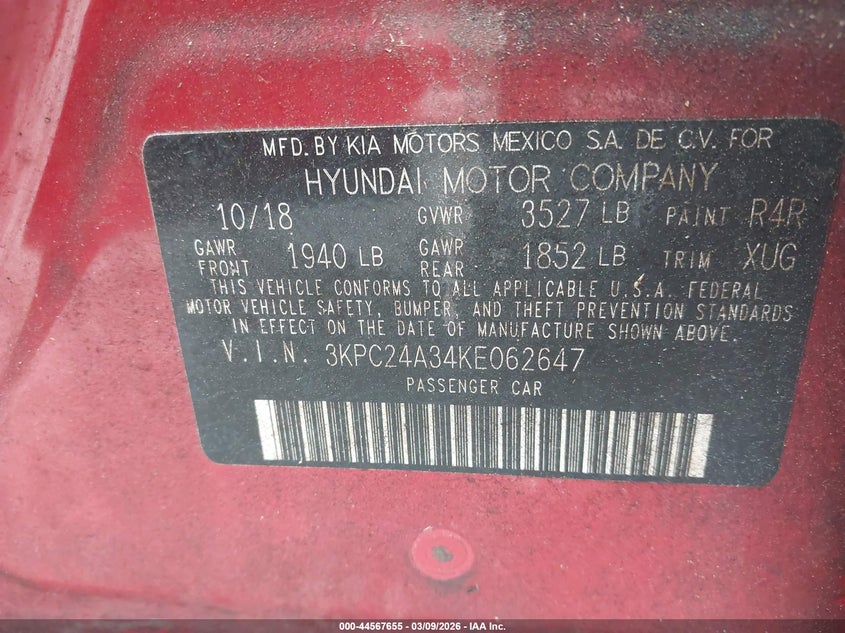 MFD. BY KIA MOTORS MEXICO S.A. DE C.V. FOR
HYUNDAI MOTOR COMPANY
10/18 GVWR 3527 LB PAINT R4R
GAWR FRONT 1940 LB GAWR REAR 1852 LB TRIM XUG
THIS VEHICLE CONFORMS TO ALL APPLICABLE U.S.A. FEDERAL
MOTOR VEHICLE SAFETY, BUMPER, AND THEFT PREVENTION STANDARDS
IN EFFECT ON THE DATE OF MANUFACTURE SHOWN ABOVE.
V.I.N. 3KPC24A34KE062647
PASSENGER CAR
000-44567655 - 03/09/2026 - IAA Inc.